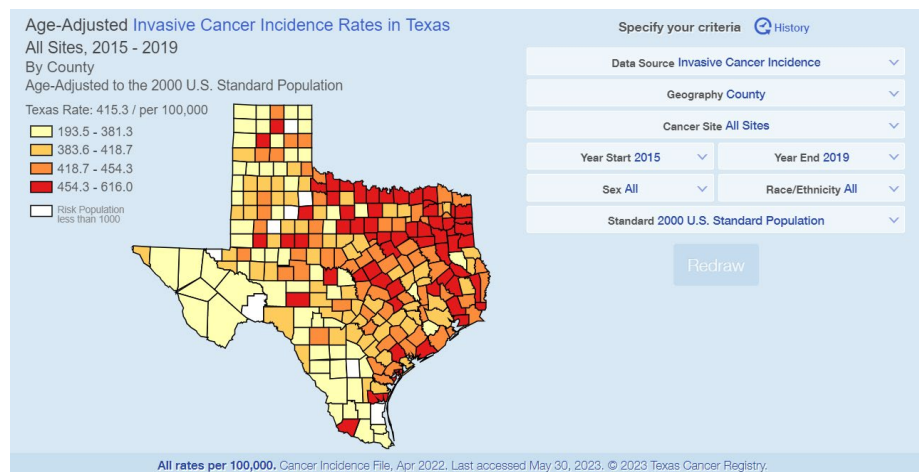 Age-Adjusted Invasive Cancer Incidence Rates in Texas
All Sites, 2015 - 2019
By County
Age-Adjusted to the 2000 U.S. Standard Population
Texas Rate: 415.3 / per 100,000
193.5 - 381.3
383.6 - 418.7
418.7 - 454.3
454.3 - 616.0
Risk Population
less than 1000
Specify your criteria History
Data Source Invasive Cancer Incidence
Geography County
Cancer Site All Sites
Year Start 2015 Year End 2019
Sex All Race/Ethnicity All
Standard 2000 U.S. Standard Population
Redraw
All rates per 100,000. Cancer Incidence File, Apr 2022. Last accessed May 30, 2023. © 2023 Texas Cancer Registry.